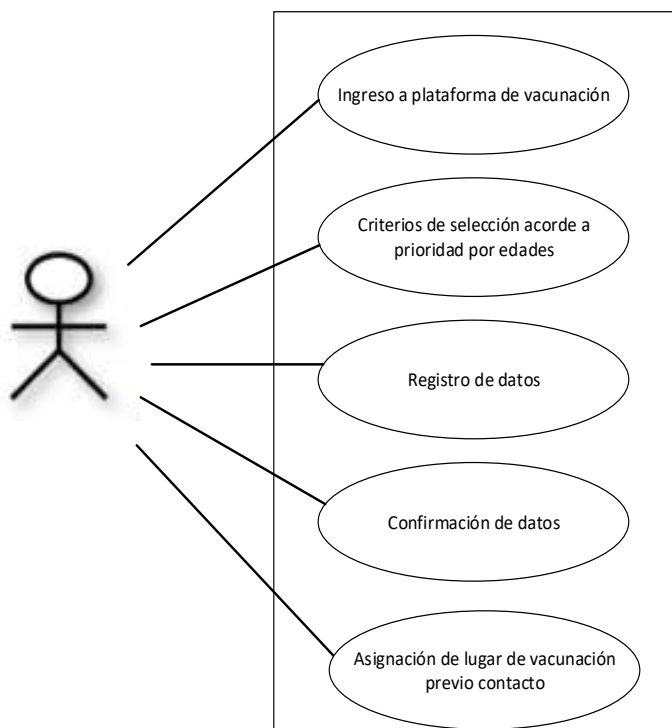 Ingreso a plataforma de vacunación
Criterios de selección acorde a
prioridad por edades
Registro de datos
Confirmación de datos
Asignación de lugar de vacunación
previo contacto